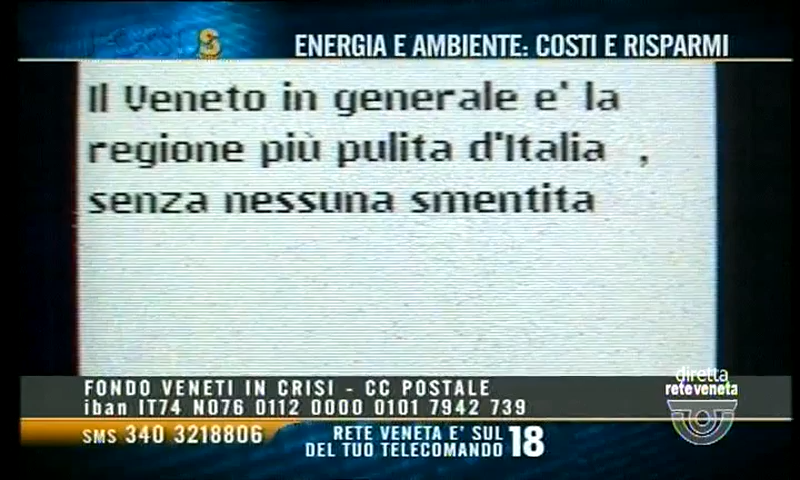 ENERGIA E AMBIENTE: COSTI E RISPARMI
Il Veneto in generale e' la
regione più pulita d'Italia ,
senza nessuna smentita
FONDO VENETI IN CRISI - CC POSTALE
iban IT74 N076 0112 0000 0101 7942 739
diretta
reteveneta
SMS 340 3218806
RETE VENETA E' SUL
DEL TUO TELECOMANDO 18